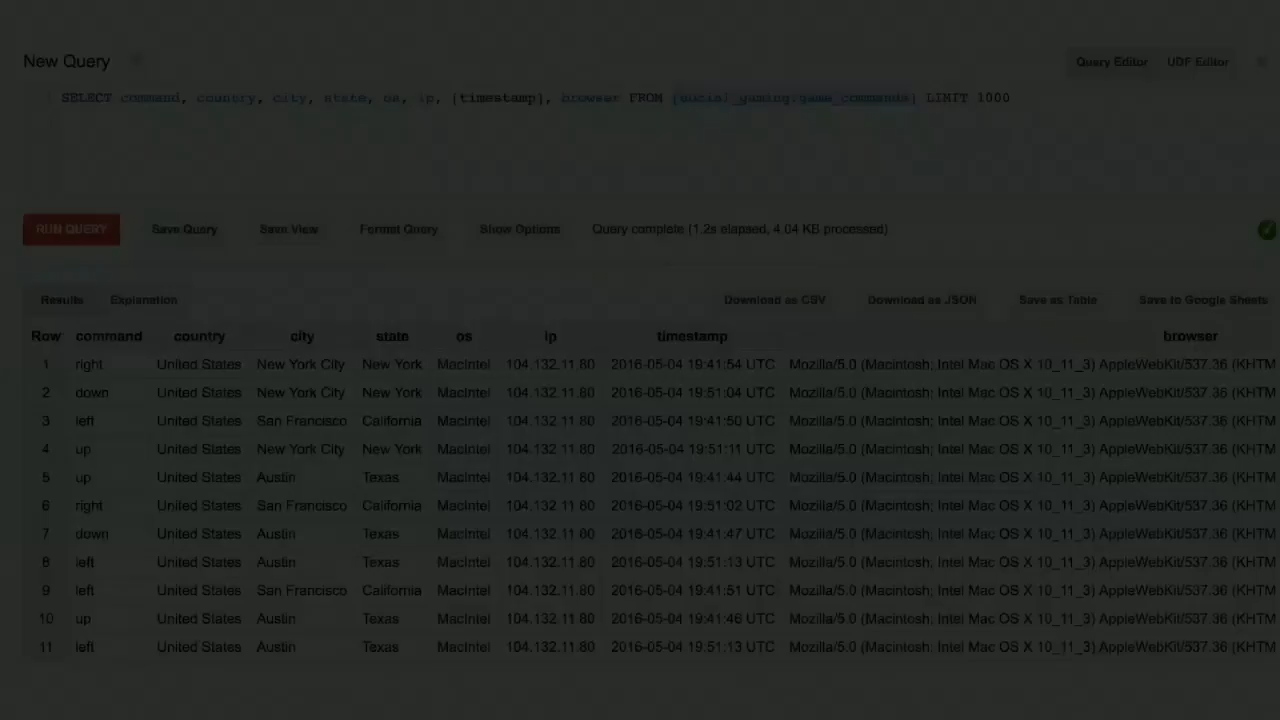 New Query
Query Editor UDF Editor
SELECT command, country, city, state, os, ip, [timestamp], browser FROM [social_gaming:game_commands] LIMIT 1000
RUN QUERY Save Query Save View Format Query Show Options Query complete (1.2s elapsed, 4.04 KB processed)
Results Explanation Download as CSV Download as JSON Save as Table Save to Google Sheets
Row command country city state os ip timestamp browser
1 right United States New York City New York MacIntel 104.132.11.80 2016-05-04 19:41:54 UTC Mozilla/5.0 (Macintosh; Intel Mac OS X 10_11_3) AppleWebKit/537.36 (KHTM
2 down United States New York City New York MacIntel 104.132.11.80 2016-05-04 19:51:04 UTC Mozilla/5.0 (Macintosh; Intel Mac OS X 10_11_3) AppleWebKit/537.36 (KHTM
3 left United States San Francisco California MacIntel 104.132.11.80 2016-05-04 19:41:50 UTC Mozilla/5.0 (Macintosh; Intel Mac OS X 10_11_3) AppleWebKit/537.36 (KHTM
4 up United States New York City New York MacIntel 104.132.11.80 2016-05-04 19:51:11 UTC Mozilla/5.0 (Macintosh; Intel Mac OS X 10_11_3) AppleWebKit/537.36 (KHTM
5 up United States Austin Texas MacIntel 104.132.11.80 2016-05-04 19:41:44 UTC Mozilla/5.0 (Macintosh; Intel Mac OS X 10_11_3) AppleWebKit/537.36 (KHTM
6 right United States San Francisco California MacIntel 104.132.11.80 2016-05-04 19:51:02 UTC Mozilla/5.0 (Macintosh; Intel Mac OS X 10_11_3) AppleWebKit/537.36 (KHTM
7 down United States Austin Texas MacIntel 104.132.11.80 2016-05-04 19:41:47 UTC Mozilla/5.0 (Macintosh; Intel Mac OS X 10_11_3) AppleWebKit/537.36 (KHTM
8 left United States Austin Texas MacIntel 104.132.11.80 2016-05-04 19:51:13 UTC Mozilla/5.0 (Macintosh; Intel Mac OS X 10_11_3) AppleWebKit/537.36 (KHTM
9 left United States San Francisco California MacIntel 104.132.11.80 2016-05-04 19:41:51 UTC Mozilla/5.0 (Macintosh; Intel Mac OS X 10_11_3) AppleWebKit/537.36 (KHTM
10 up United States Austin Texas MacIntel 104.132.11.80 2016-05-04 19:41:46 UTC Mozilla/5.0 (Macintosh; Intel Mac OS X 10_11_3) AppleWebKit/537.36 (KHTM
11 left United States Austin Texas MacIntel 104.132.11.80 2016-05-04 19:51:13 UTC Mozilla/5.0 (Macintosh; Intel Mac OS X 10_11_3) AppleWebKit/537.36 (KHTM